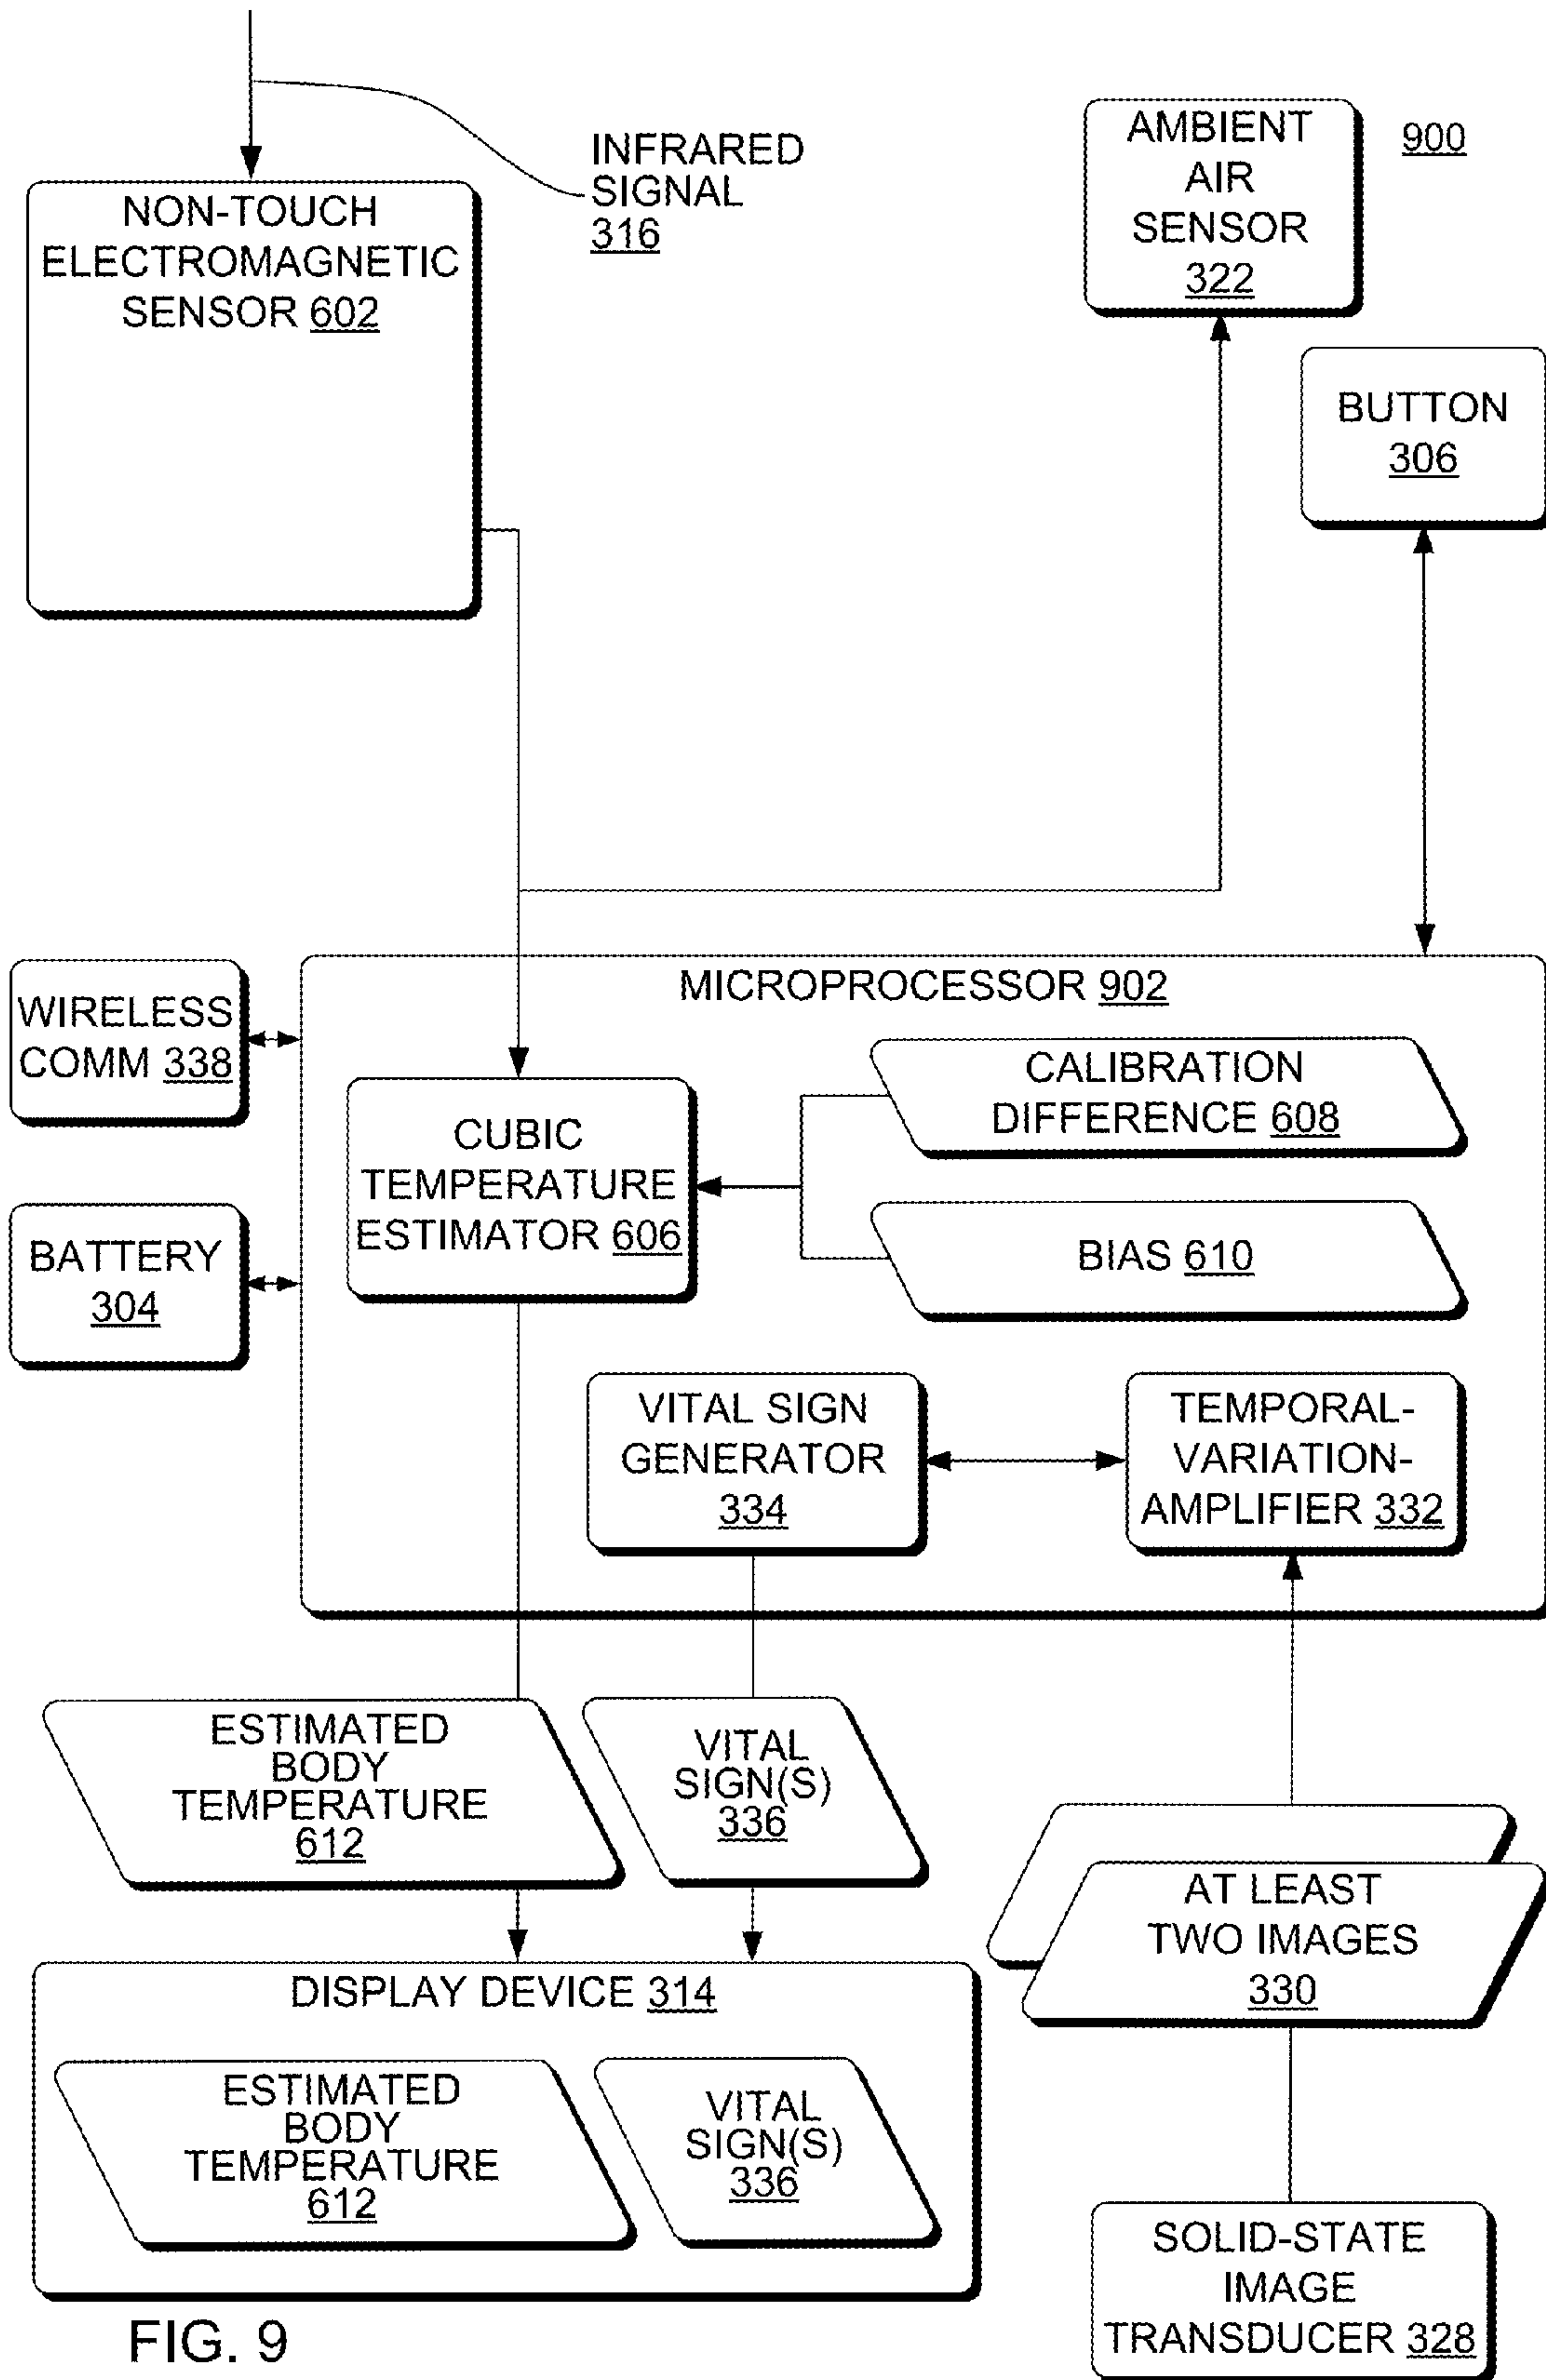 INFRARED
SIGNAL
316
AMBIENT
AIR
SENSOR
322
900
NON-TOUCH
ELECTROMAGNETIC
SENSOR 602
BUTTON
306
MICROPROCESSOR 902
WIRELESS
COMM 338
CALIBRATION
DIFFERENCE 608
CUBIC
TEMPERATURE
ESTIMATOR 606
BATTERY
304
BIAS 610
VITAL SIGN
GENERATOR
334
TEMPORAL-
VARIATION-
AMPLIFIER 332
ESTIMATED
BODY
TEMPERATURE
612
VITAL
SIGN(S)
336
AT LEAST
TWO IMAGES
330
DISPLAY DEVICE 314
ESTIMATED
BODY
TEMPERATURE
612
VITAL
SIGN(S)
336
SOLID-STATE
IMAGE
TRANSDUCER 328
FIG. 9